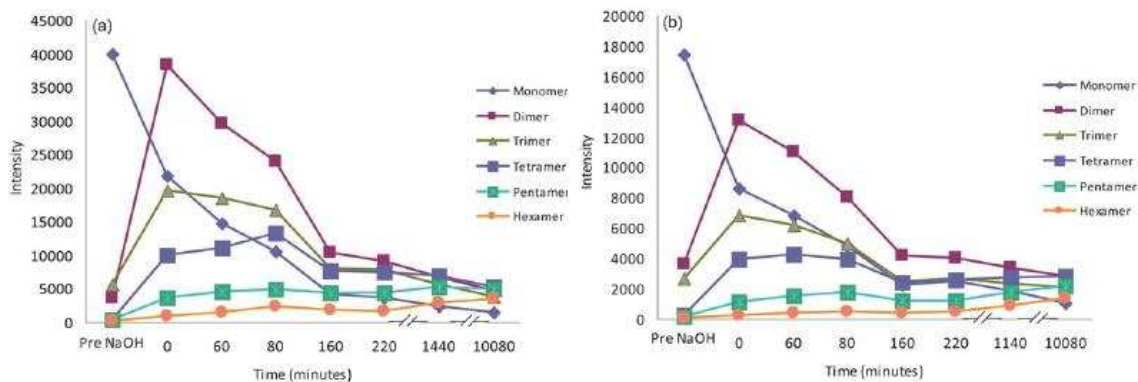 (a)
45000
40000
35000
30000
25000
20000
15000
10000
5000
0
Intensity
Pre NaOH 0 60 80 160 220 1440 10080
Time (minutes)
Monomer
Dimer
Trimer
Tetramer
Pentamer
Hexamer
(b)
20000
18000
16000
14000
12000
10000
8000
6000
4000
2000
0
Intensity
Pre NaOH 0 60 80 160 220 1140 10080
Time (minutes)
Monomer
Dimer
Trimer
Tetramer
Pentamer
Hexamer